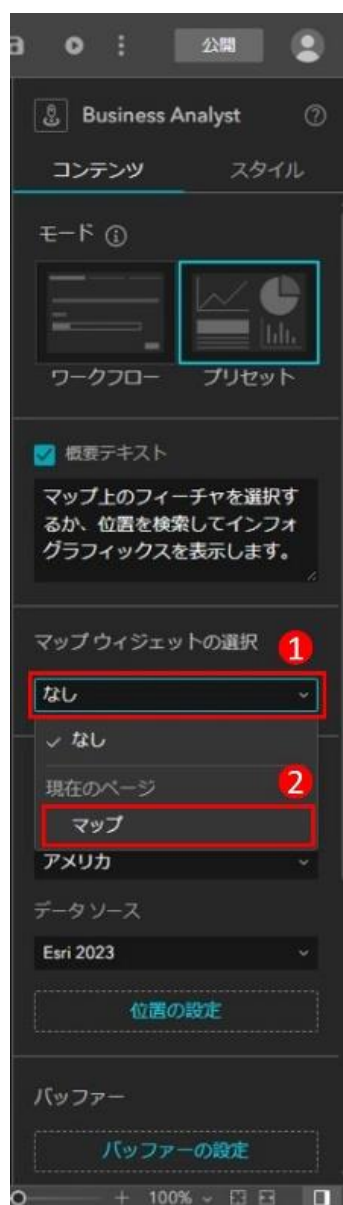 公開
Business Analyst
コンテンツ
スタイル
モード
ワークフロー
プリセット
概要テキスト
マップ上のフィーチャを選択す
るか、位置を検索してインフォ
グラフィックスを表示します。
マップ ウィジェットの選択
1
なし
なし
現在のページ
2
マップ
アメリカ
データ ソース
Esri 2023
位置の設定
バッファー
バッファーの設定
100%